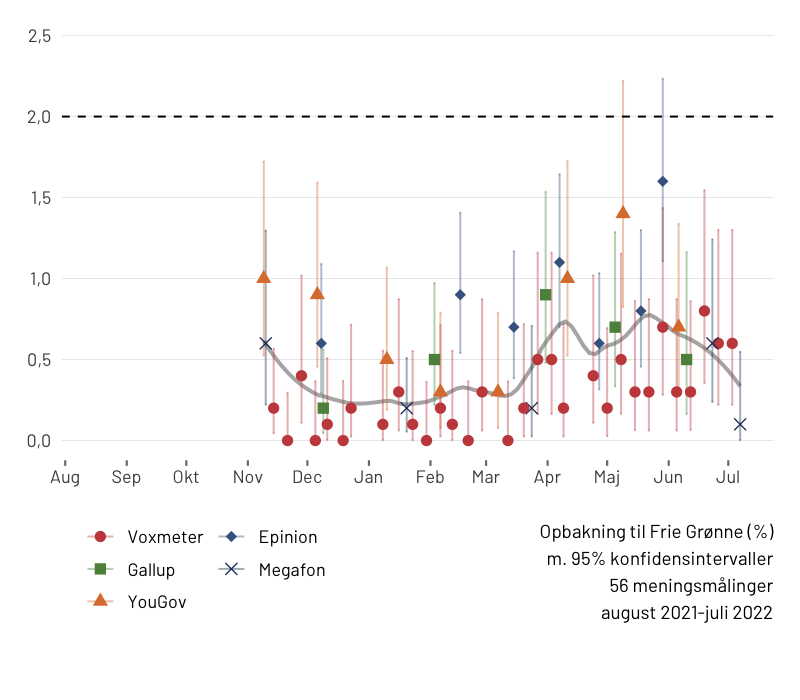 2,5
2,0
1,5
1,0
0,5
0,0
Aug Sep Okt Nov Dec Jan Feb Mar Apr Maj Jun Jul
Voxmeter Epinion
Gallup Megafon
YouGov
Opbakning til Frie Grønne (%)
m. 95% konfidensintervaller
56 meningsmålinger
august 2021-juli 2022